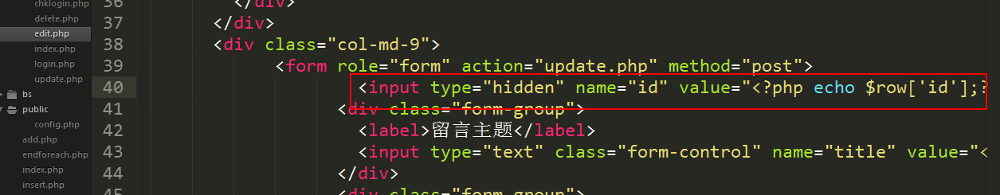 chklogin.php
delete.php
edit.php
index.php
login.php
update.php
bs
public
config.php
add.php
endforeach.php
index.php
insert.php
36 </div>
37 </div>
38 <div class="col-md-9">
39 <form role="form" action="update.php" method="post">
40 <input type="hidden" name="id" value="<?php echo $row['id'];?
41 <div class="form-group">
42 <label>留言主题</label>
43 <input type="text" class="form-control" name="title" value="<
44 </div>
45 <div class="form-group">